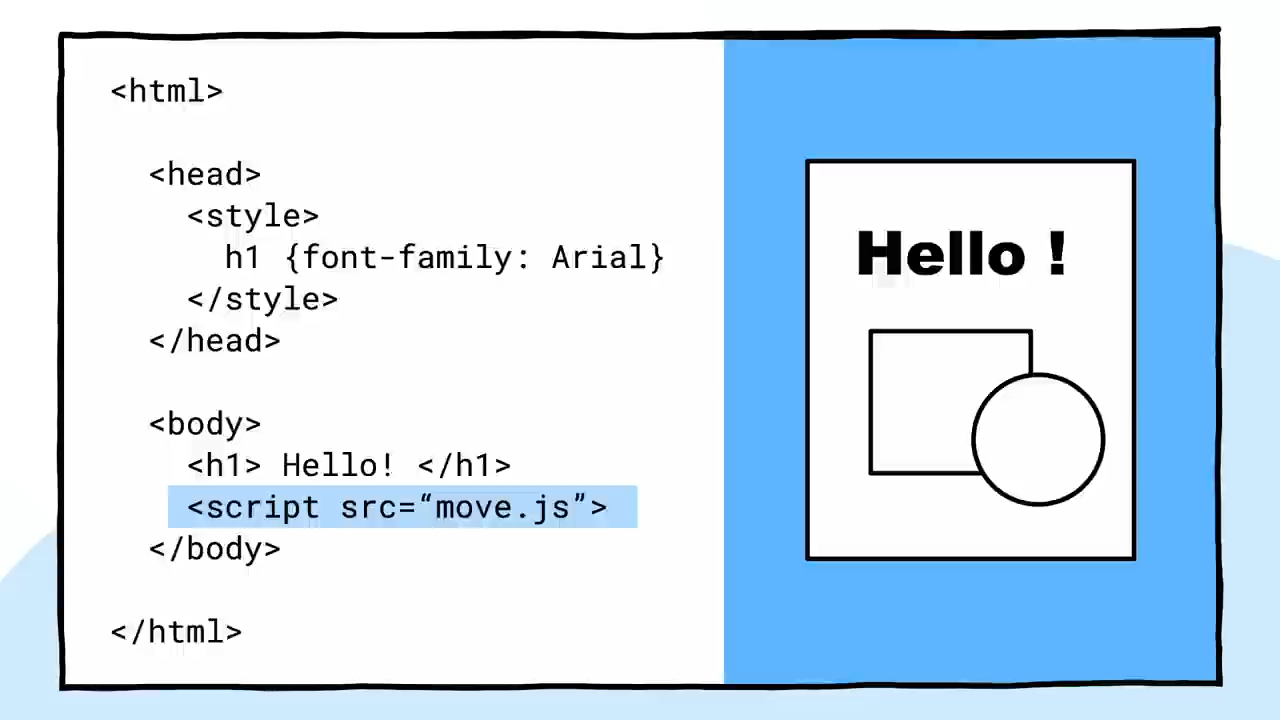 <html>
<head>
<style>
h1 {font-family: Arial}
</style>
</head>
<body>
<h1> Hello! </h1>
<script src=“move.js”>
</body>
</html>
Hello !